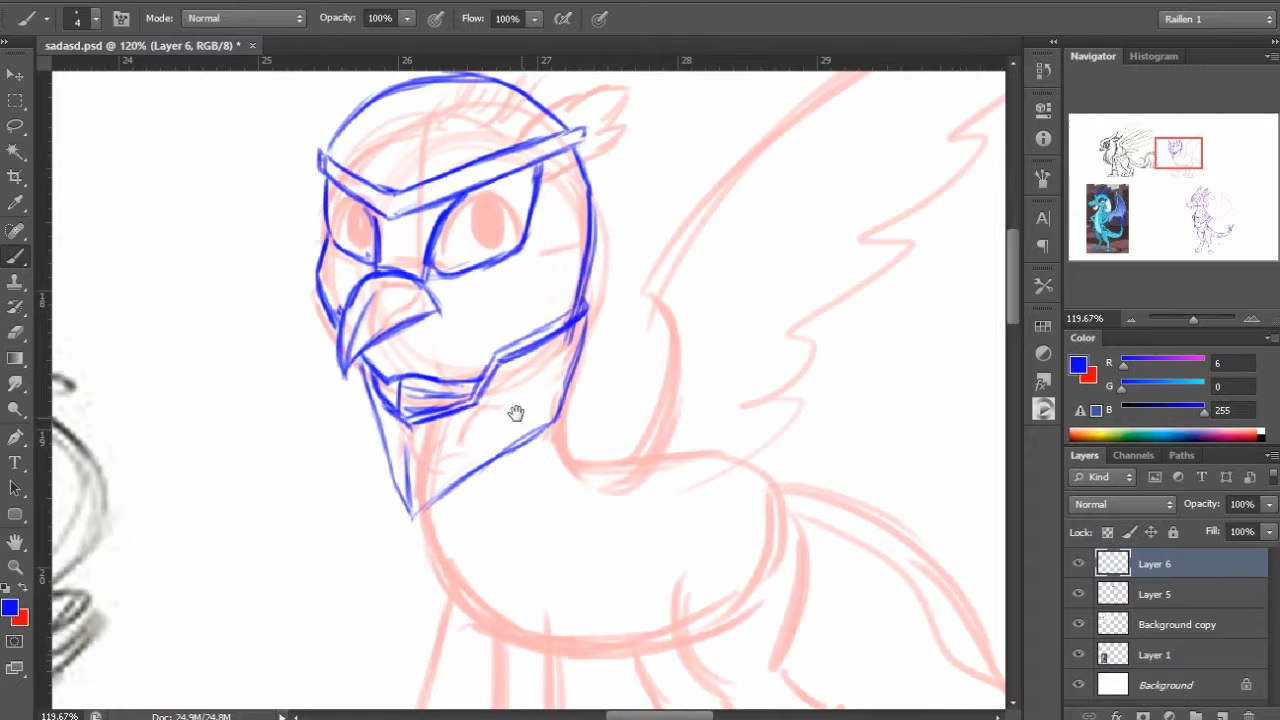 4 Mode: Normal Opacity: 100% Flow: 100% Raillen 1
sadasd.psd @ 120% (Layer 6, RGB/8) * ×
24 25 26 27 28 29
Navigator Histogram
119.67%
Color
R 6
G 0
B 255
Layers Channels Paths
Kind
Normal Opacity: 100%
Lock: Fill: 100%
Layer 6
Layer 5
Background copy
Layer 1
Background
119.67% Doc: 24.9M/24.8M